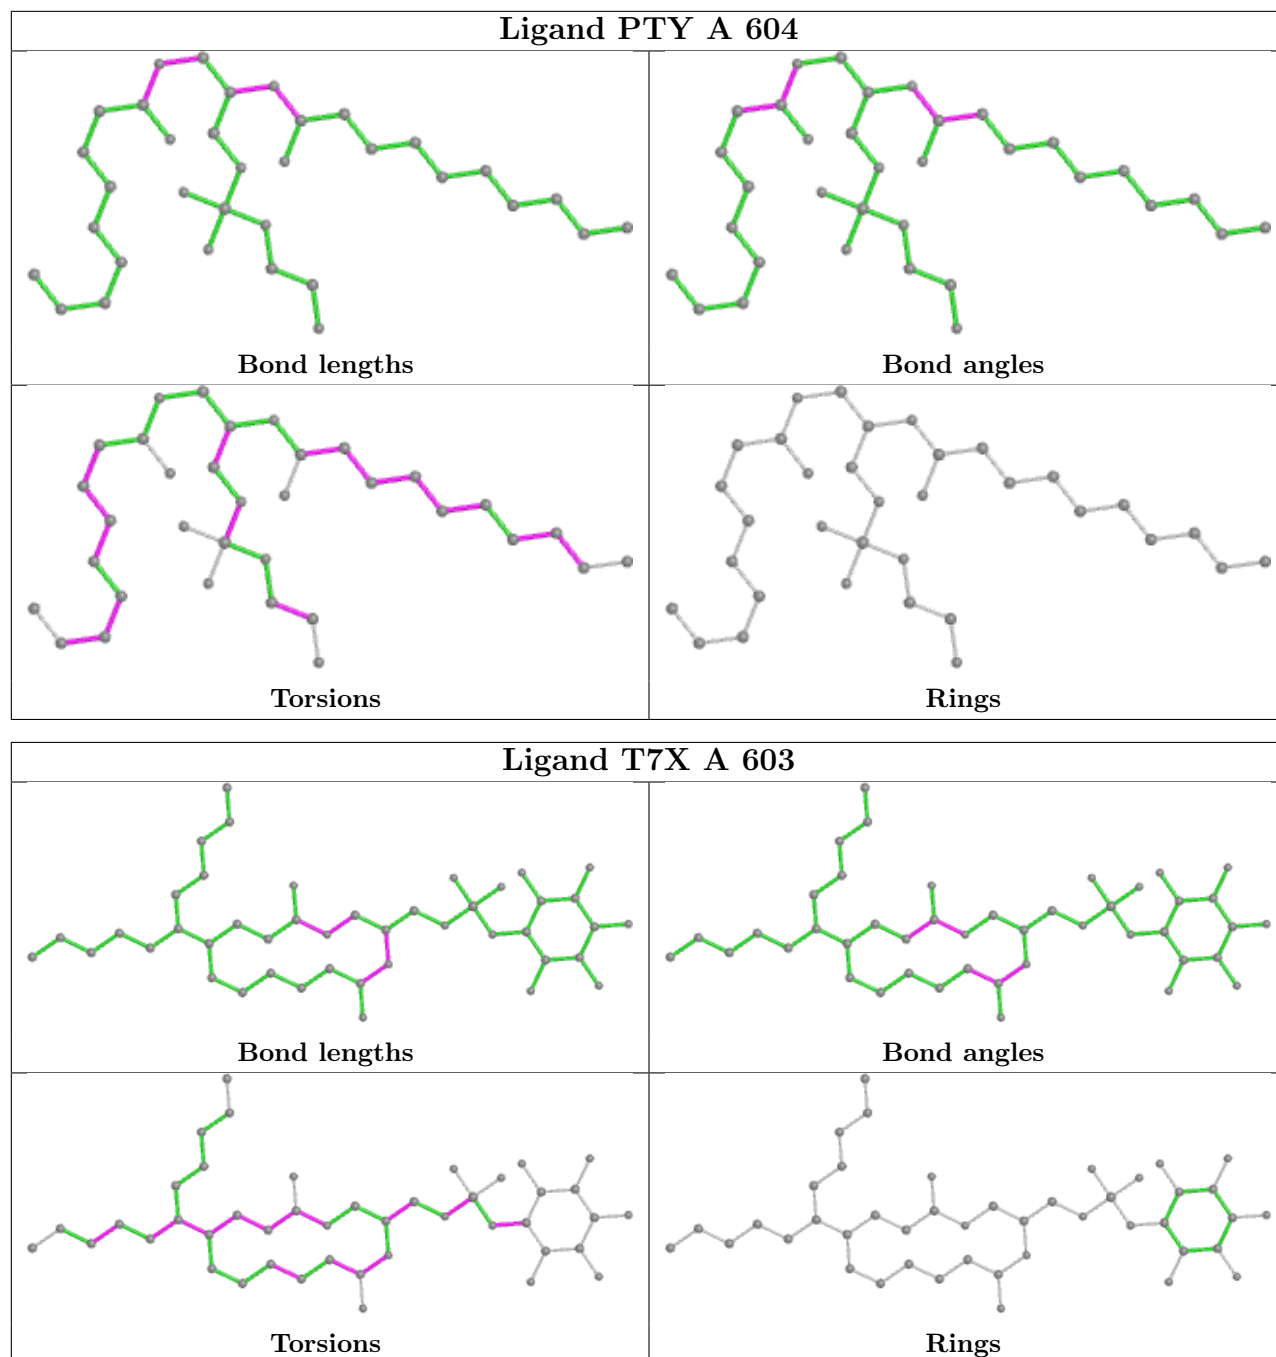 Ligand PTY A 604
Bond lengths
Bond angles
Torsions
Rings
Ligand T7X A 603
Bond lengths
Bond angles
Torsions
Rings